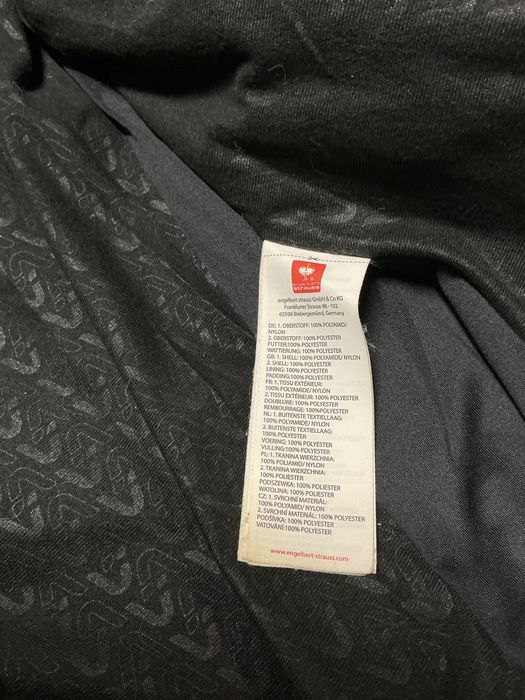 engelbert
strauss
engelbert strauss GmbH & Co KG
Frankfurter Strasse 98 - 102
63599 Biebergemünd, Germany
DE: 1. OBERSTOFF: 100% POLYAMID/
NYLON
2. OBERSTOFF: 100% POLYESTER
FUTTER:100% POLYESTER
WATTIERUNG: 100% POLYESTER
GB: 1. SHELL: 100% POLYAMIDE/ NYLON
2. SHELL: 100% POLYESTER
LINING: 100% POLYESTER
PADDING:100% POLYESTER
FR: 1. TISSU EXTÉRIEUR:
100% POLYAMIDE/ NYLON
2. TISSU EXTÉRIEUR: 100% POLYESTER
DOUBLURE: 100% POLYESTER
REMBOURRAGE: 100% POLYESTER
NL: 1. BUITENSTE TEXTIELLAAG:
100% POLYAMIDE/ NYLON
2. BUITENSTE TEXTIELLAAG:
100% POLYESTER
VOERING: 100% POLYESTER
VULLING:100% POLYESTER
PL: 1. TKANINA WIERZCHNIA:
100% POLIAMID/ NYLON
2. TKANINA WIERZCHNIA:
100% POLIESTER
PODSZEWKA: 100% POLIESTER
WATOLINA: 100% POLIESTER
CZ: 1. SVRCHNÍ MATERIÁL:
100% POLYAMID/ NYLON
2. SVRCHNÍ MATERIÁL: 100% POLYESTER
PODŠÍVKA: 100% POLYESTER
VATOVÁNÍ:100% POLYESTER
www.engelbert-strauss.com